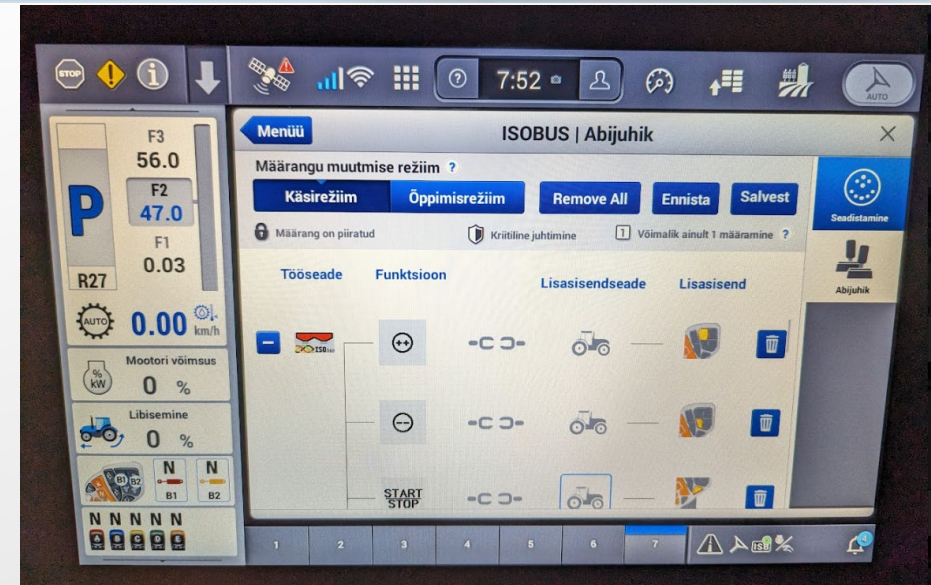 STOP
7:52
AUTO
Menüü
ISOBUS | Abijuhik
Määrangu muutmise režiim ?
Käsirežiim
Õppimisrežiim
Remove All
Ennista
Salvest
Seadistamine
Määrang on piiratud
Kriitiline juhtimine
1 Võimalik ainult 1 määramine ?
Abijuhik
Tööseade
Funktsioon
Lisasisendseade
Lisasisend
START
STOP
P
R27
F3
56.0
F2
47.0
F1
0.03
AUTO
0.00 km/h
Mootori võimsus
% kW
0 %
Libisemine
0 %
B1 B2
N N
B1 B2
N N N N N
A B C D E
1 2 3 4 5 6 7
4